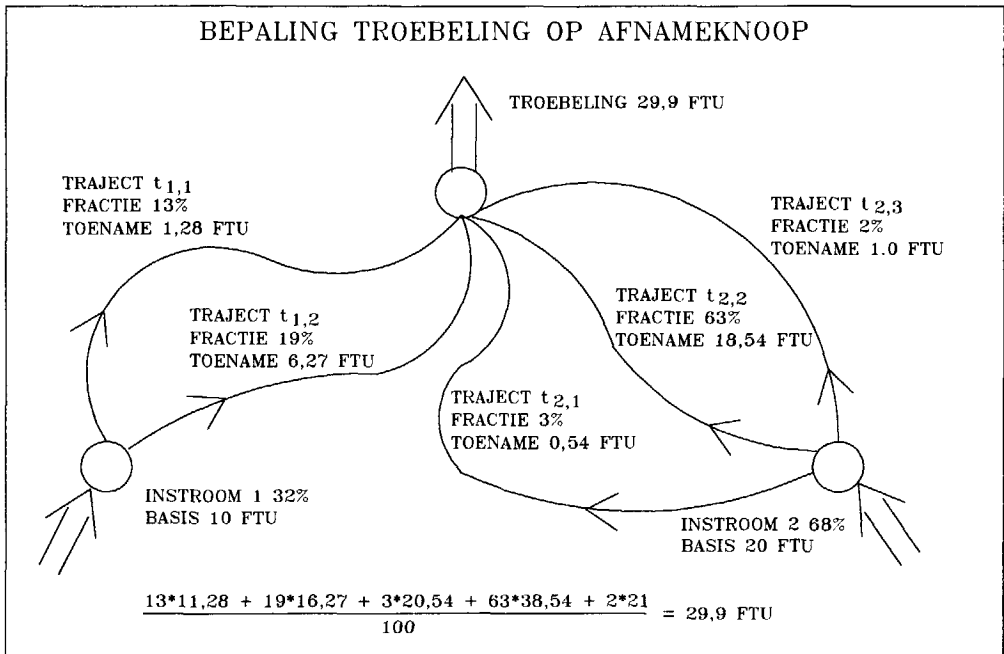 BEPALING TROEBELING OP AFNAMEKNOOP
TROEBELING 29,9 FTU
TRAJECT t1,1
FRACTIE 13%
TOENAME 1,28 FTU
TRAJECT t2,3
FRACTIE 2%
TOENAME 1.0 FTU
TRAJECT t1,2
FRACTIE 19%
TOENAME 6,27 FTU
TRAJECT t2,2
FRACTIE 63%
TOENAME 18,54 FTU
TRAJECT t2,1
FRACTIE 3%
TOENAME 0,54 FTU
INSTROOM 1 32%
BASIS 10 FTU
INSTROOM 2 68%
BASIS 20 FTU
13*11,28 + 19*16,27 + 3*20,54 + 63*38,54 + 2*21
100
= 29,9 FTU